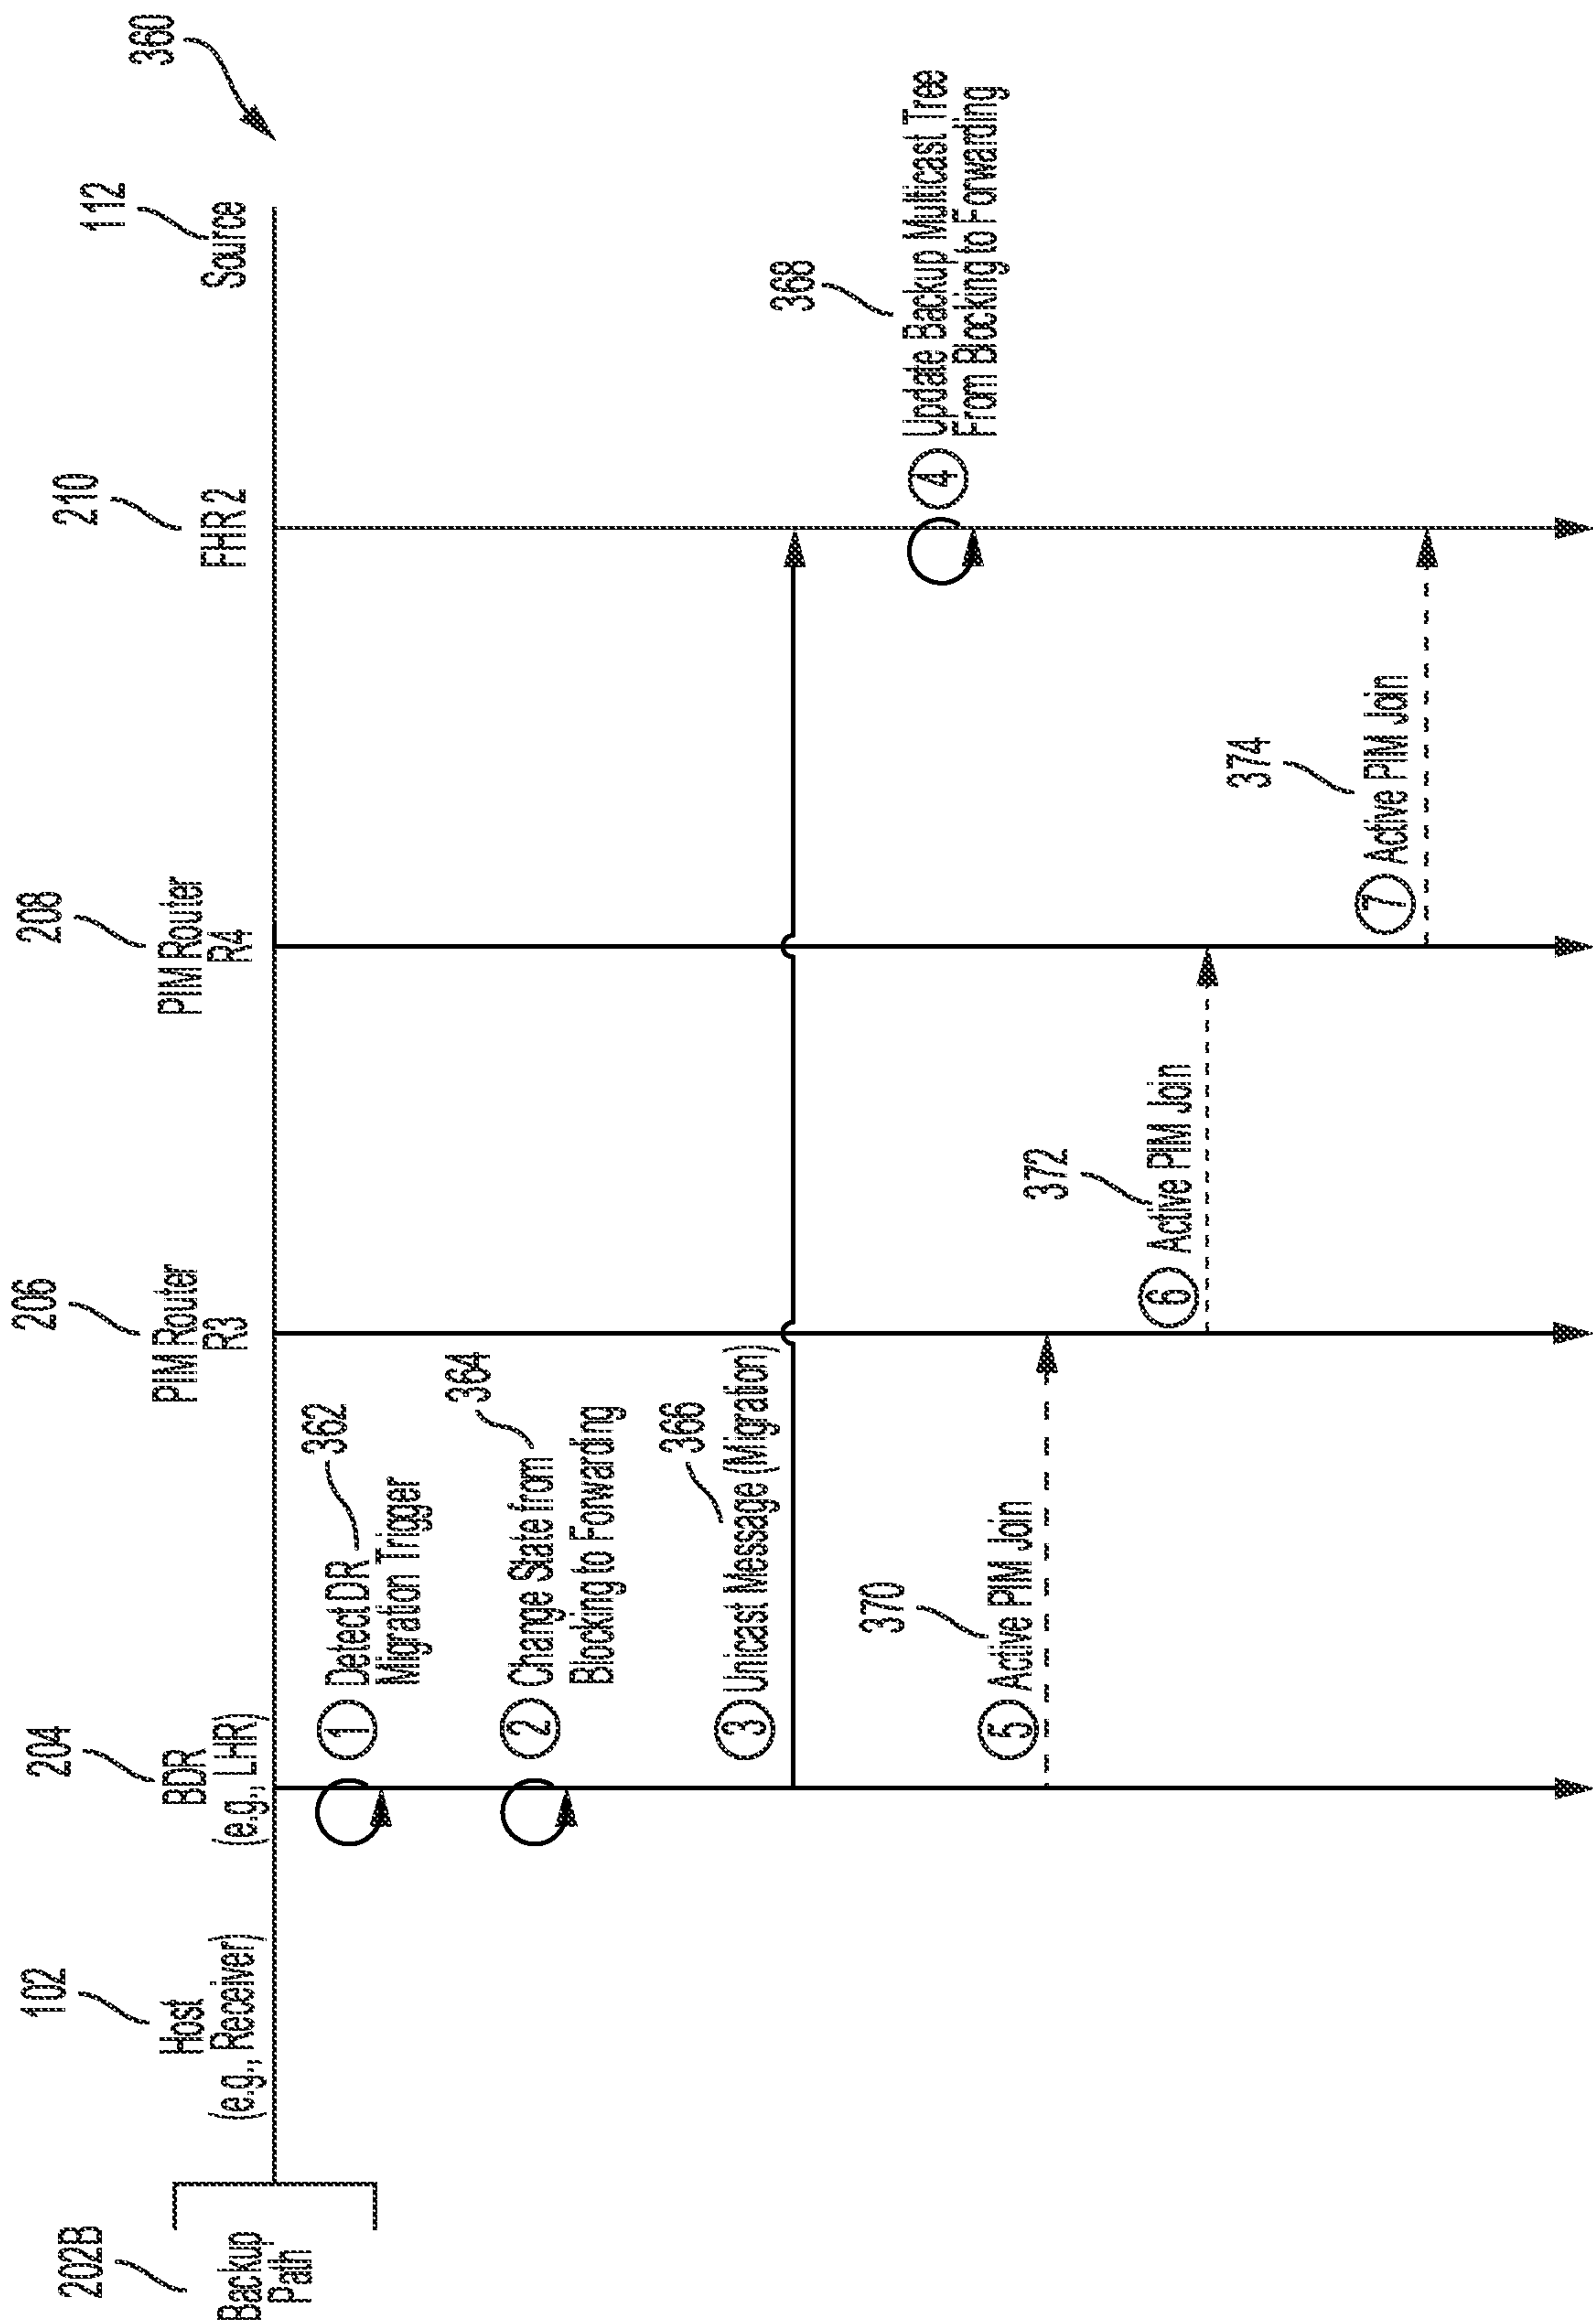 360
202B
Backup
Path
102
Host
(e.g., Receiver)
204
BDR
(e.g., LHR)
206
PIM Router
R3
208
PIM Router
R4
210
FHR 2
112
Source
1 Detect DR
Migration Trigger
362
2 Change State from
Blocking to Forwarding
364
3 Unicast Message (Migration)
366
368
4 Update Backup Multicast Tree
From Blocking to Forwarding
370
5 Active PIM Join
372
6 Active PIM Join
374
7 Active PIM Join